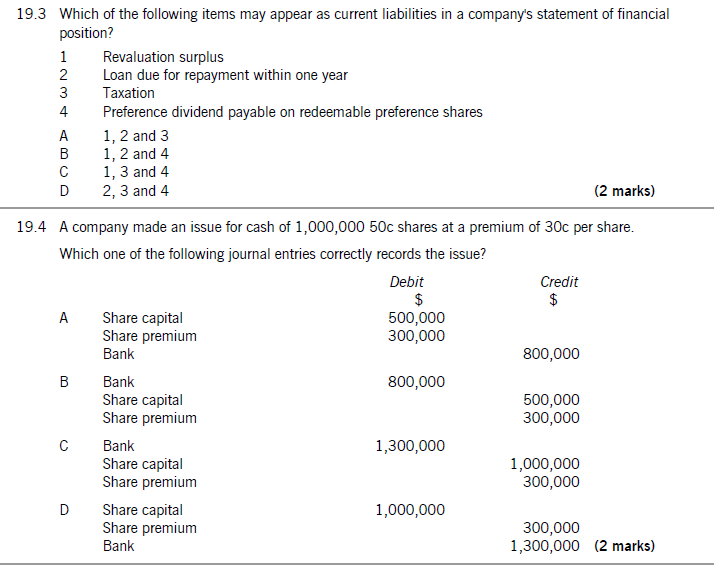 19.3 Which of the following items may appear as current liabilities in a company's statement of financial
position?
1 Revaluation surplus
2 Loan due for repayment within one year
3 Taxation
4 Preference dividend payable on redeemable preference shares
A 1, 2 and 3
B 1, 2 and 4
C 1, 3 and 4
D 2, 3 and 4 (2 marks)
19.4 A company made an issue for cash of 1,000,000 50c shares at a premium of 30c per share.
Which one of the following journal entries correctly records the issue?
Debit Credit
$ $
A Share capital 500,000
Share premium 300,000
Bank 800,000
B Bank 800,000
Share capital 500,000
Share premium 300,000
C Bank 1,300,000
Share capital 1,000,000
Share premium 300,000
D Share capital 1,000,000
Share premium 300,000
Bank 1,300,000 (2 marks)